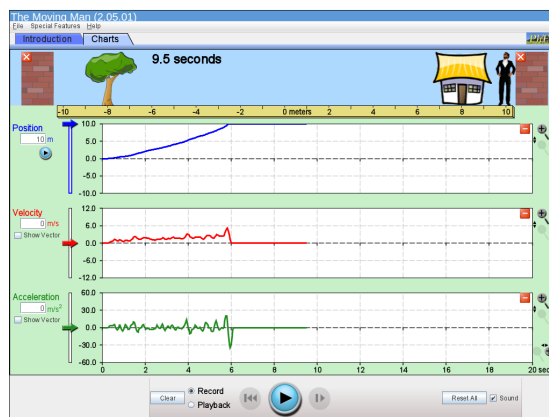 The Moving Man (2.05.01)
File Special Features Help
Introduction Charts
9.5 seconds
-10 -8 -6 -4 -2 0 meters 2 4 6 8 10
Position
10 m
10.0
5.0
0.0
-5.0
-10.0
Velocity
0 m/s
Show Vector
12.0
6.0
0.0
-6.0
-12.0
Acceleration
0 m/s²
Show Vector
60.0
30.0
0.0
-30.0
-60.0
0 2 4 6 8 10 12 14 16 18 20 sec
Clear
Record
Playback
Reset All
Sound